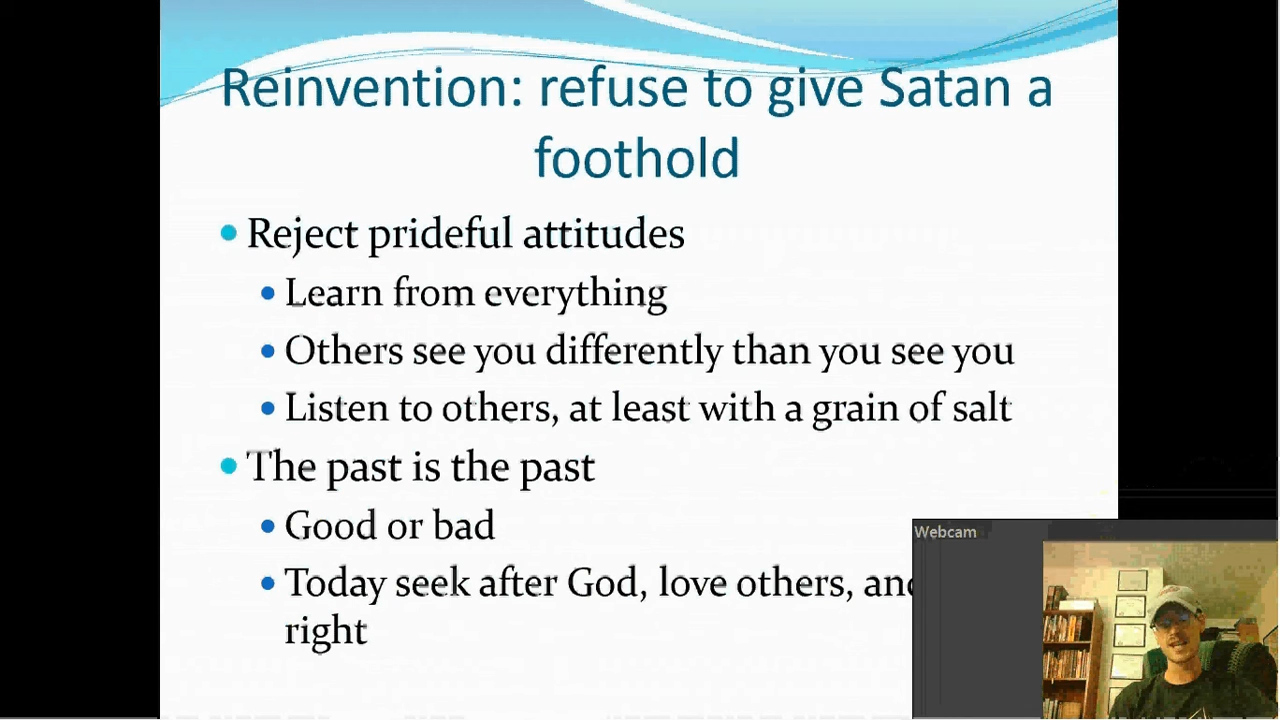 Reinvention: refuse to give Satan a
foothold
Reject prideful attitudes
Learn from everything
Others see you differently than you see you
Listen to others, at least with a grain of salt
The past is the past
Good or bad
Today seek after God, love others,
right
Webcam